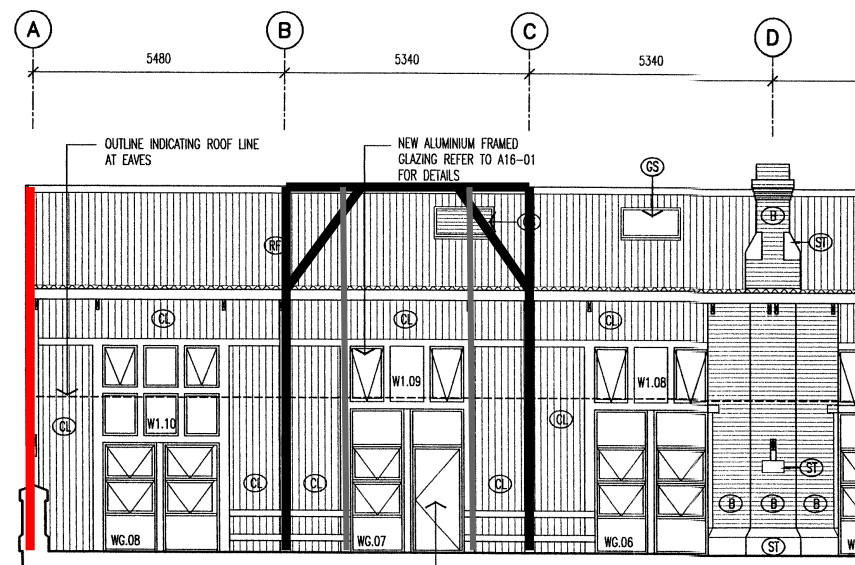 A
B
C
D
5480
5340
5340
OUTLINE INDICATING ROOF LINE
AT EAVES
NEW ALUMINIUM FRAMED
GLAZING REFER TO A16-01
FOR DETAILS
GS
B
ST
RF
CL
CL
CL
W1.10
W1.09
W1.08
CL
CL
CL
CL
CL
CL
ST
B
B
B
WG.08
WG.07
WG.06
ST
W